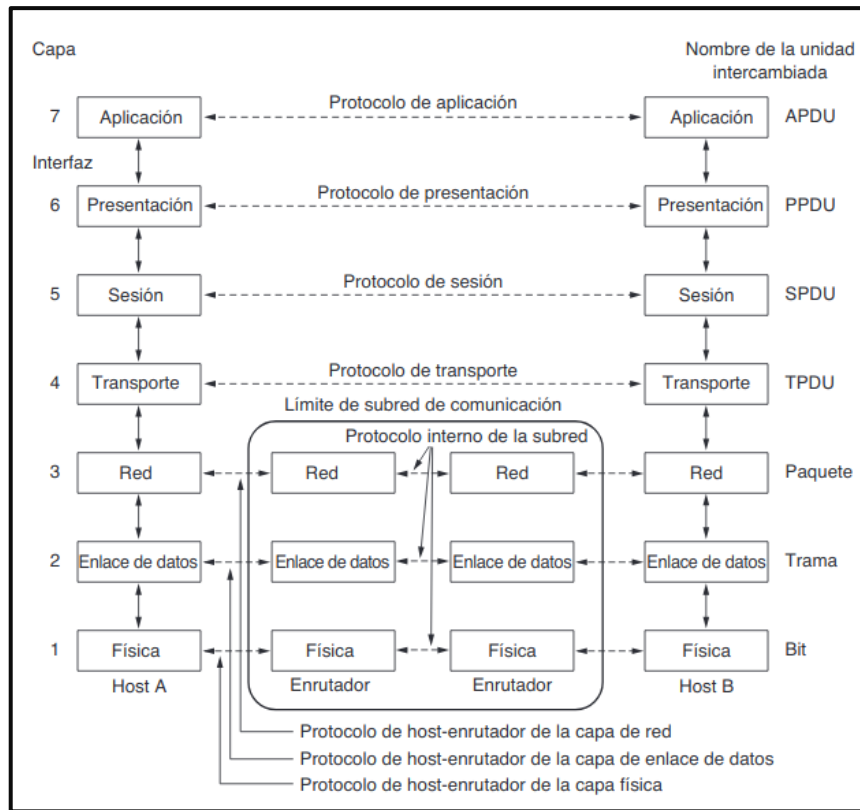 Capa
Nombre de la unidad
intercambiada
Protocolo de aplicación
7 Aplicación Aplicación APDU
Interfaz
Protocolo de presentación
6 Presentación Presentación PPDU
Protocolo de sesión
5 Sesión Sesión SPDU
Protocolo de transporte
4 Transporte Transporte TPDU
Límite de subred de comunicación
Protocolo interno de la subred
3 Red Red Red Red Paquete
2 Enlace de datos Enlace de datos Enlace de datos Enlace de datos Trama
1 Física Física Física Física Bit
Host A Enrutador Enrutador Host B
Protocolo de host-enrutador de la capa de red
Protocolo de host-enrutador de la capa de enlace de datos
Protocolo de host-enrutador de la capa física